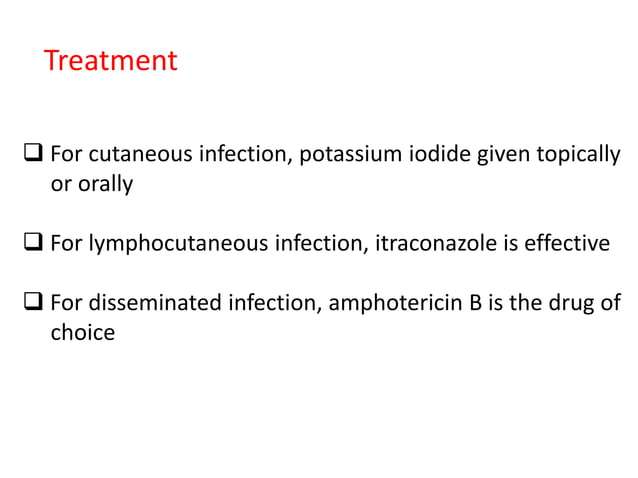 Treatment
❑ For cutaneous infection, potassium iodide given topically
or orally
❑ For lymphocutaneous infection, itraconazole is effective
❑ For disseminated infection, amphotericin B is the drug of
choice